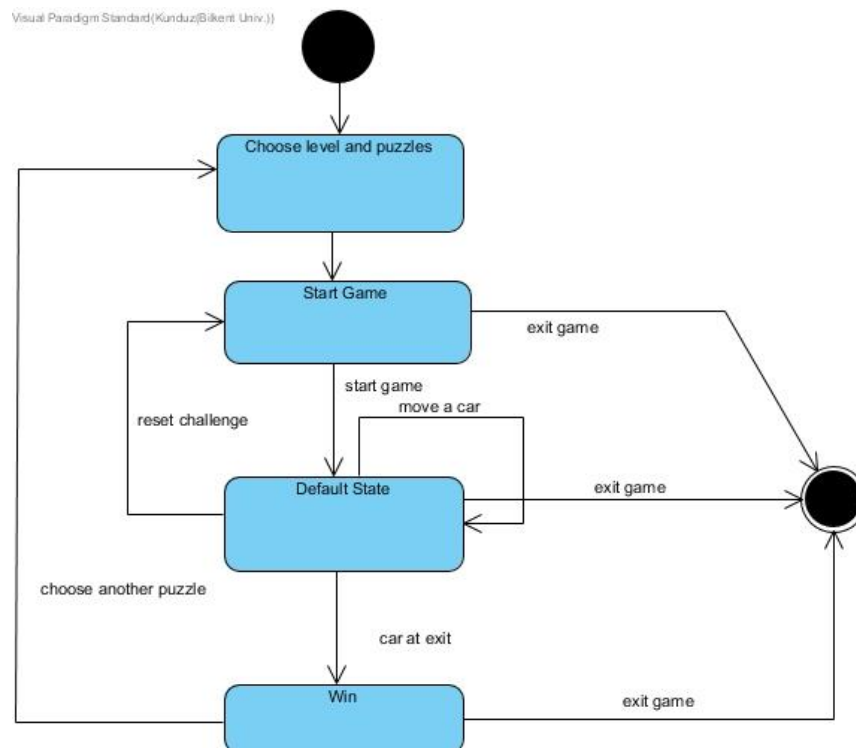 Visual Paradigm Standard(Kunduz(Bilkent Univ.))
Choose level and puzzles
Start Game
exit game
start game
move a car
reset challenge
Default State
exit game
choose another puzzle
car at exit
Win
exit game